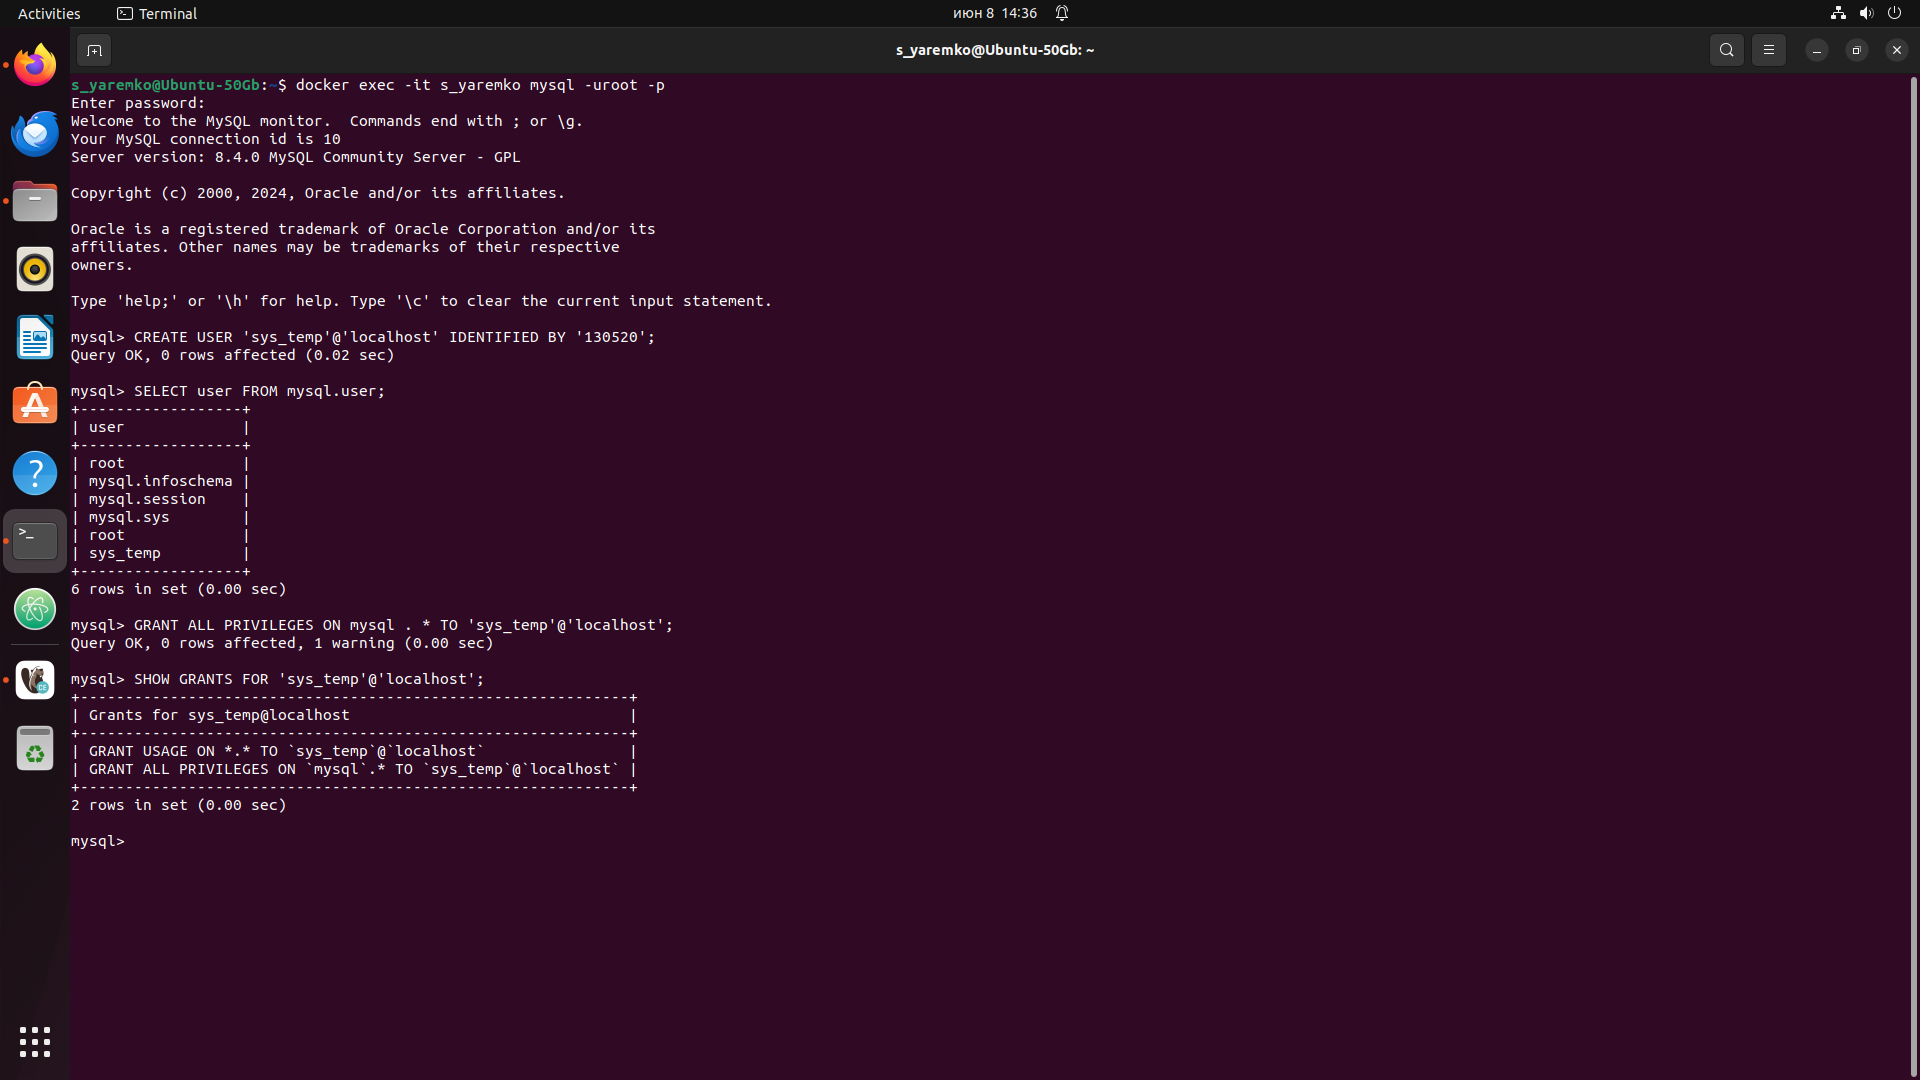 Activities
Terminal
июн 8 14:36
s_yaremko@Ubuntu-50Gb: ~
s_yaremko@Ubuntu-50Gb:~$ docker exec -it s_yaremko mysql -uroot -p
Enter password:
Welcome to the MySQL monitor.  Commands end with ; or \g.
Your MySQL connection id is 10
Server version: 8.4.0 MySQL Community Server - GPL

Copyright (c) 2000, 2024, Oracle and/or its affiliates.

Oracle is a registered trademark of Oracle Corporation and/or its
affiliates. Other names may be trademarks of their respective
owners.

Type 'help;' or '\h' for help. Type '\c' to clear the current input statement.

mysql> CREATE USER 'sys_temp'@'localhost' IDENTIFIED BY '130520';
Query OK, 0 rows affected (0.02 sec)

mysql> SELECT user FROM mysql.user;
+------------------+
| user             |
+------------------+
| root             |
| mysql.infoschema |
| mysql.session    |
| mysql.sys        |
| root             |
| sys_temp         |
+------------------+
6 rows in set (0.00 sec)

mysql> GRANT ALL PRIVILEGES ON mysql . * TO 'sys_temp'@'localhost';
Query OK, 0 rows affected, 1 warning (0.00 sec)

mysql> SHOW GRANTS FOR 'sys_temp'@'localhost';
+-------------------------------------------------------------+
| Grants for sys_temp@localhost                               |
+-------------------------------------------------------------+
| GRANT USAGE ON *.* TO `sys_temp`@`localhost`                |
| GRANT ALL PRIVILEGES ON `mysql`.* TO `sys_temp`@`localhost` |
+-------------------------------------------------------------+
2 rows in set (0.00 sec)

mysql>